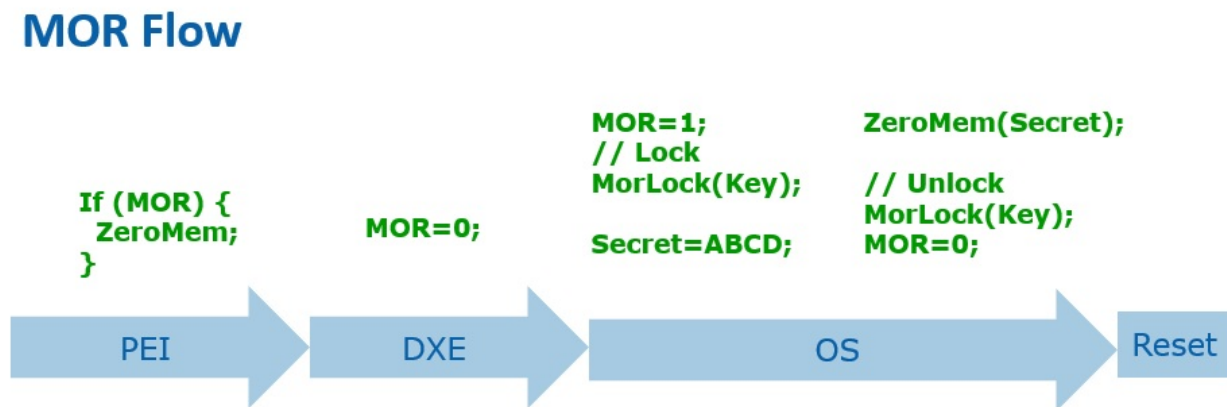 MOR Flow
If (MOR) {
ZeroMem;
}
MOR=0;
MOR=1;
// Lock
MorLock(Key);
Secret=ABCD;
ZeroMem(Secret);
// Unlock
MorLock(Key);
MOR=0;
PEI
DXE
OS
Reset